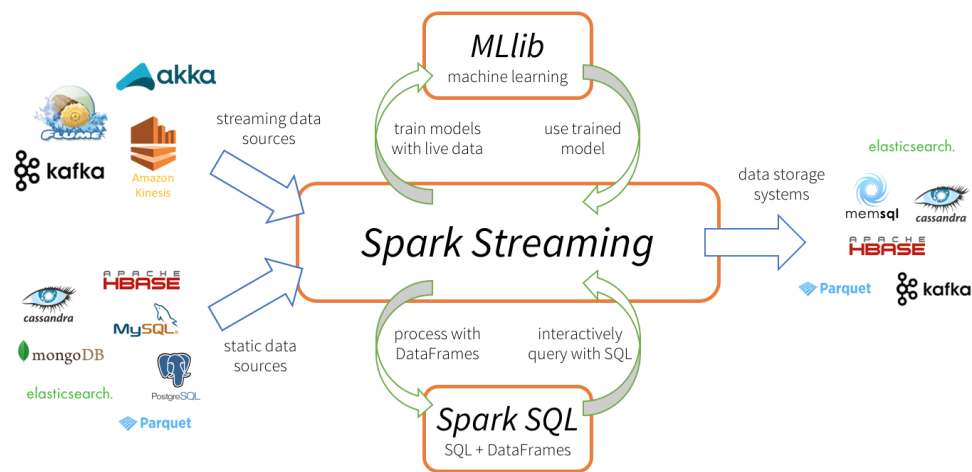 MLlib
machine learning
akka
FLUME
kafka
Amazon
Kinesis
streaming data
sources
train models
with live data
use trained
model
Spark Streaming
data storage
systems
elasticsearch.
memsql
cassandra
APACHE
HBASE
Parquet
kafka
APACHE
HBASE
cassandra
MySQL®
mongoDB
PostgreSQL
elasticsearch.
Parquet
static data
sources
process with
DataFrames
interactively
query with SQL
Spark SQL
SQL + DataFrames